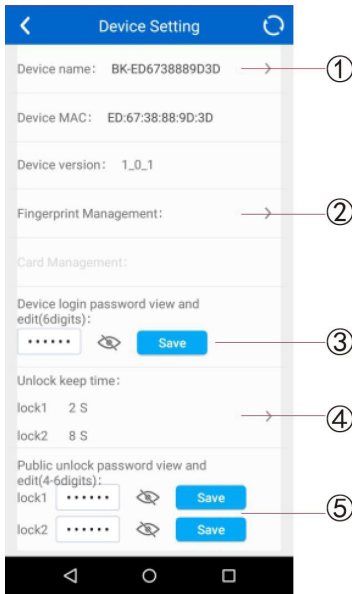 Device Setting
Device name: BK-ED6738889D3D
①
Device MAC: ED:67:38:88:9D:3D
Device version: 1_0_1
Fingerprint Management:
②
Card Management:
Device login password view and
edit(6digits):
...... Save
③
Unlock keep time:
lock1 2 S
④
lock2 8 S
Public unlock password view and
edit(4-6digits):
lock1 ...... Save
⑤
lock2 ...... Save